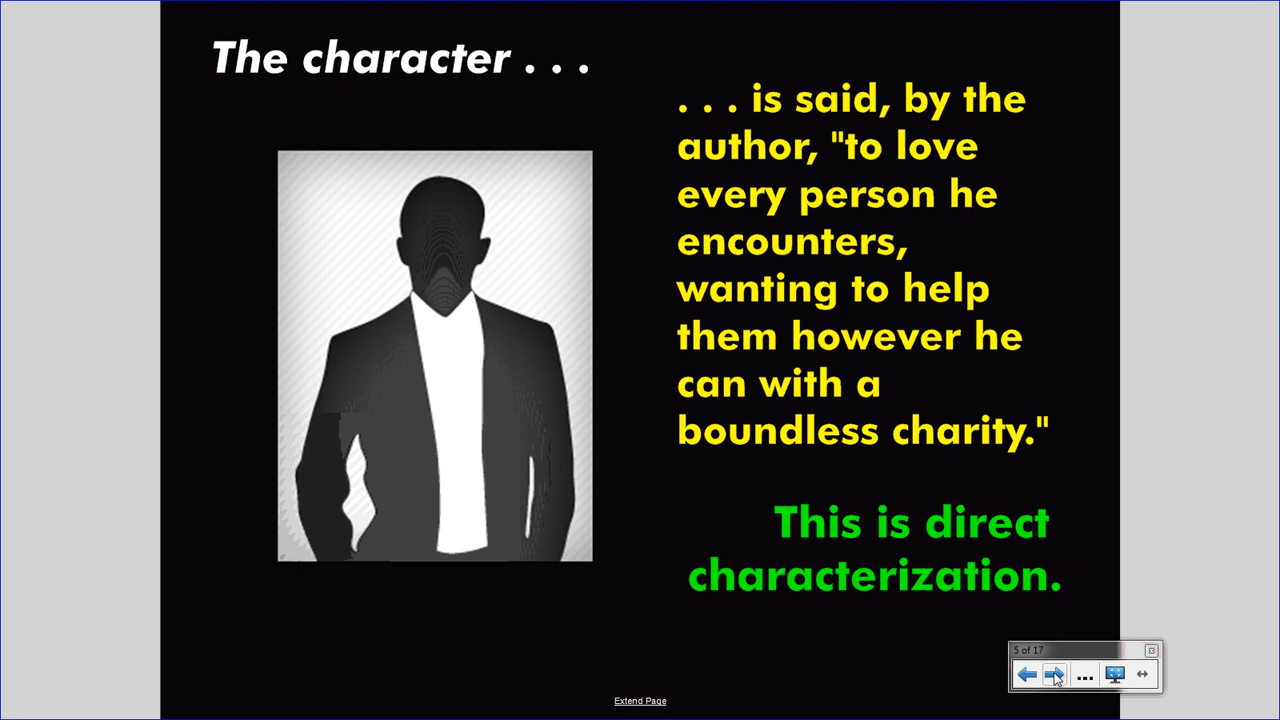 The character . . .
. . . is said, by the
author, "to love
every person he
encounters,
wanting to help
them however he
can with a
boundless charity."
This is direct
characterization.
5 of 17
...
Extend Page